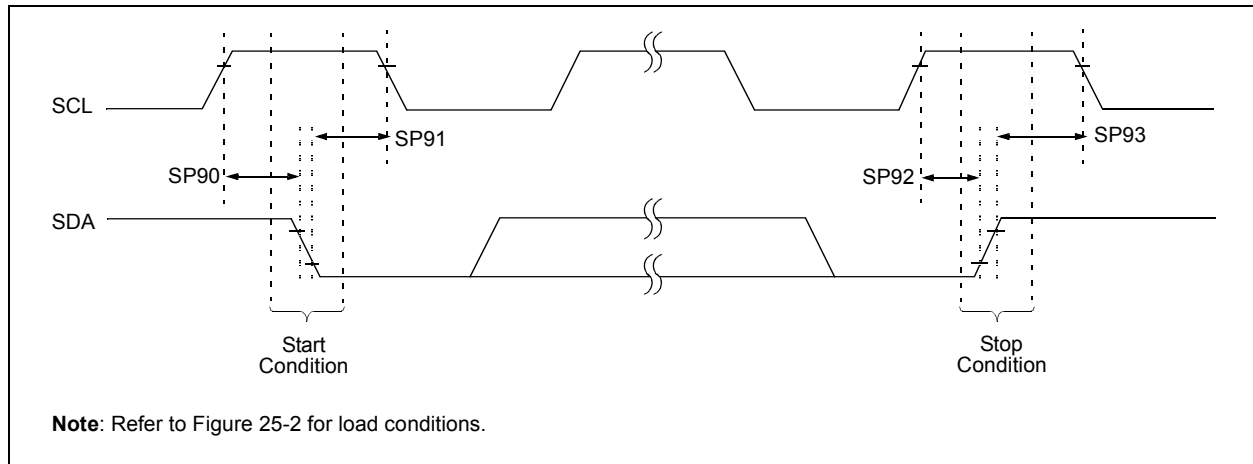 SCL
SP91
SP93
SP90
SP92
SDA
Start
Condition
Stop
Condition
Note: Refer to Figure 25-2 for load conditions.